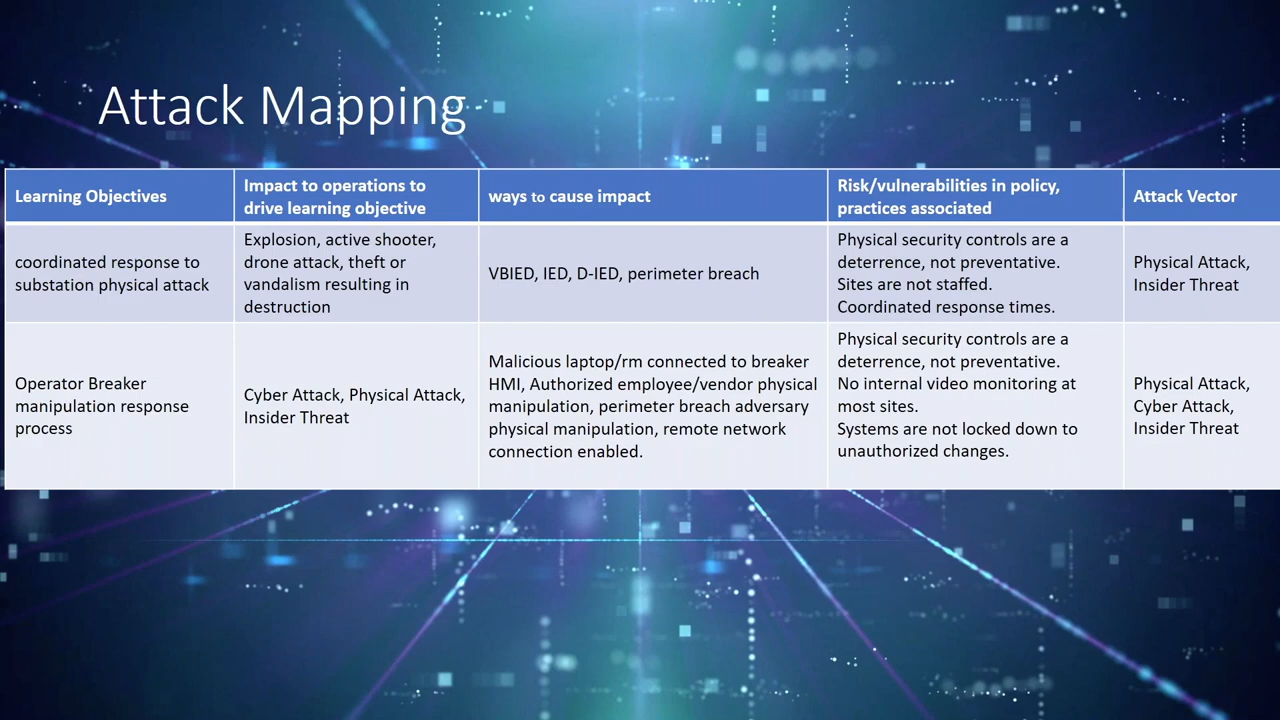 Attack Mapping
Learning Objectives
Impact to operations to
drive learning objective
ways to cause impact
Risk/vulnerabilities in policy,
practices associated
Attack Vector
coordinated response to
substation physical attack
Explosion, active shooter,
drone attack, theft or
vandalism resulting in
destruction
VBIED, IED, D-IED, perimeter breach
Physical security controls are a
deterrence, not preventative.
Sites are not staffed.
Coordinated response times.
Physical Attack,
Insider Threat
Operator Breaker
manipulation response
process
Cyber Attack, Physical Attack,
Insider Threat
Malicious laptop/rm connected to breaker
HMI, Authorized employee/vendor physical
manipulation, perimeter breach adversary
physical manipulation, remote network
connection enabled.
Physical security controls are a
deterrence, not preventative.
No internal video monitoring at
most sites.
Systems are not locked down to
unauthorized changes.
Physical Attack,
Cyber Attack,
Insider Threat